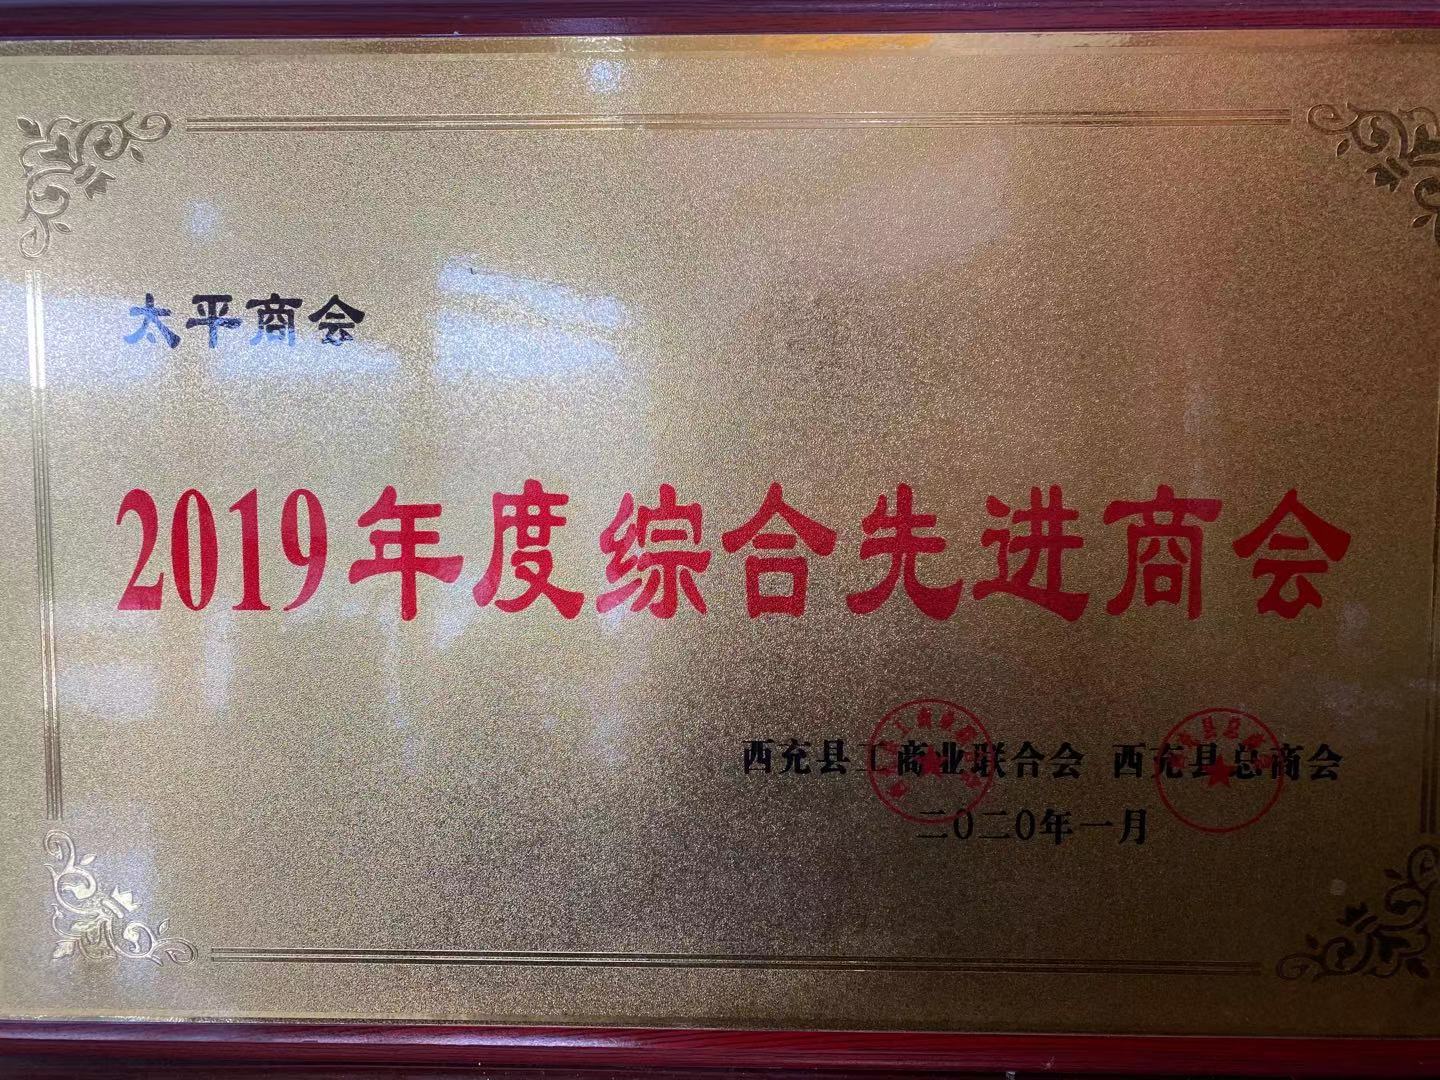 太平商会
2019年度综合先进商会
西充县工商业联合会 西充县总商会
二〇二〇年一月